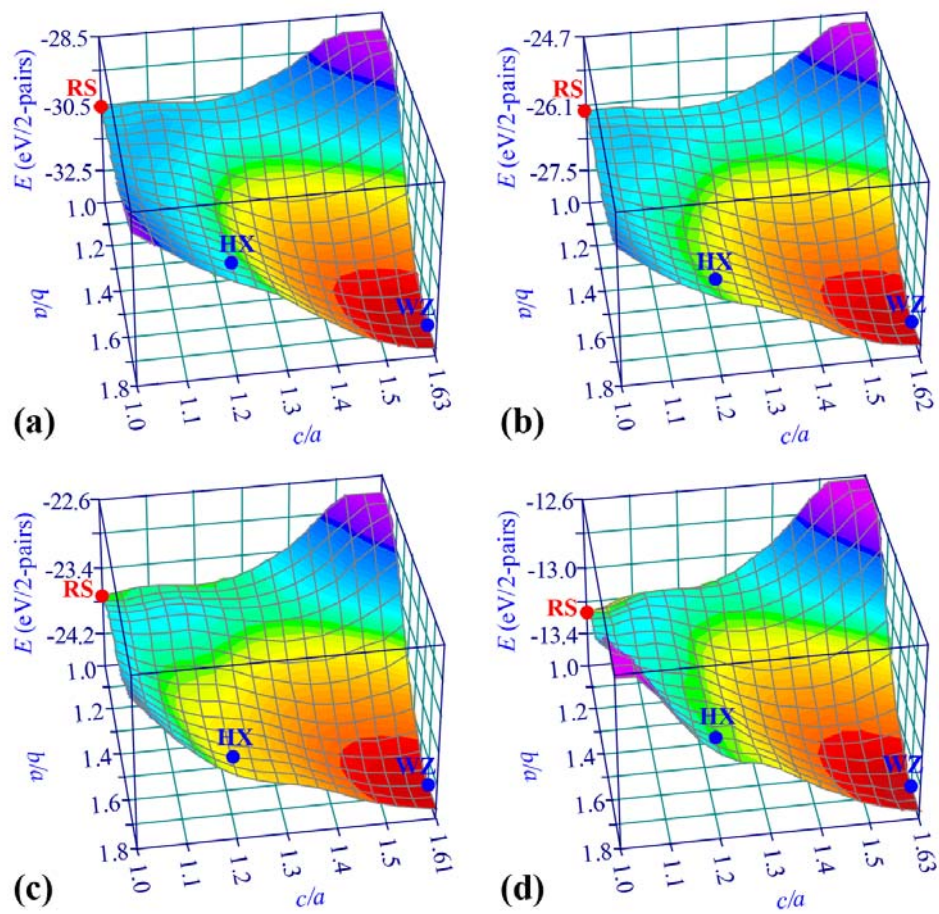 -28.5
RS
-30.5
E (eV/2-pairs)
-32.5
1.0
1.2
HX
b/a
1.4
WZ
1.6
1.8
1.0
1.1
1.2
1.3
1.4
1.5
1.63
c/a
(a)
-24.7
RS
-26.1
E (eV/2-pairs)
-27.5
1.0
1.2
HX
b/a
1.4
WZ
1.6
1.8
1.0
1.1
1.2
1.3
1.4
1.5
1.62
c/a
(b)
-22.6
-23.4
RS
E (eV/2-pairs)
-24.2
1.0
1.2
HX
b/a
1.4
WZ
1.6
1.8
1.0
1.1
1.2
1.3
1.4
1.5
1.61
c/a
(c)
-12.6
-13.0
RS
E (eV/2-pairs)
-13.4
1.0
1.2
HX
b/a
1.4
WZ
1.6
1.8
1.0
1.1
1.2
1.3
1.4
1.5
1.63
c/a
(d)